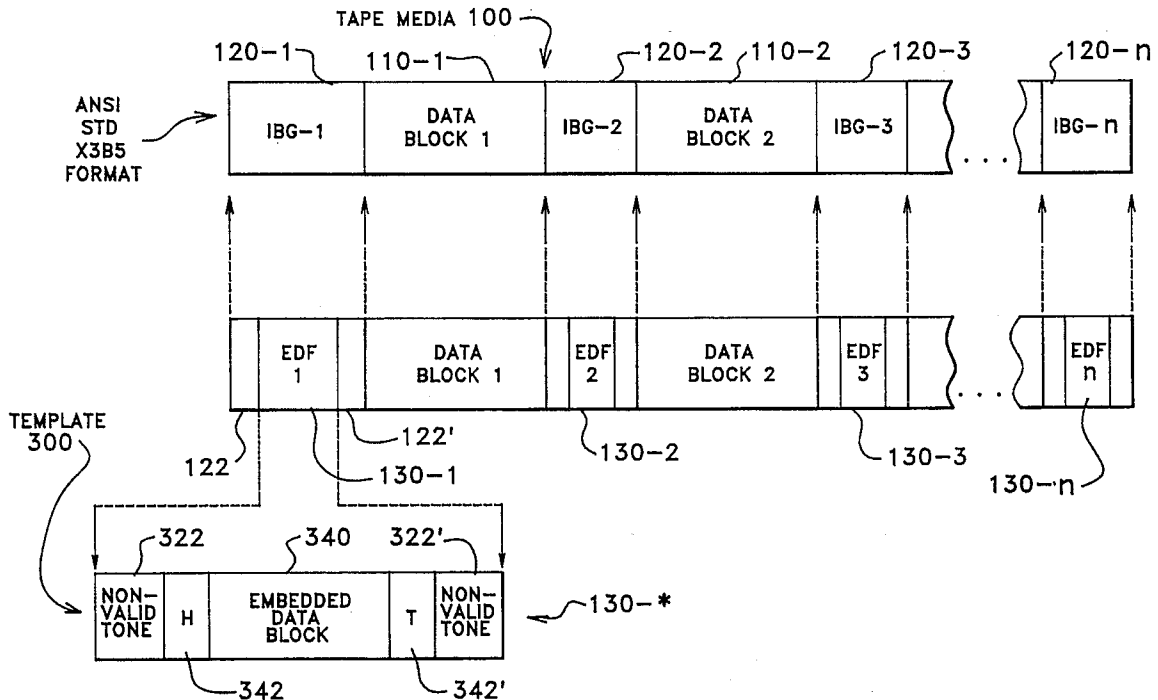 TAPE MEDIA 100
120-1
110-1
120-2
110-2
120-3
120-n
ANSI
STD
X3B5
FORMAT
IBG-1
DATA
BLOCK 1
IBG-2
DATA
BLOCK 2
IBG-3
. . . .
IBG-n
EDF
1
DATA
BLOCK 1
EDF
2
DATA
BLOCK 2
EDF
3
. . . .
EDF
n
TEMPLATE
300
122
122'
130-1
130-2
130-3
130-n
322
340
322'
NON-
VALID
TONE
H
EMBEDDED
DATA
BLOCK
T
NON-
VALID
TONE
130-*
342
342'